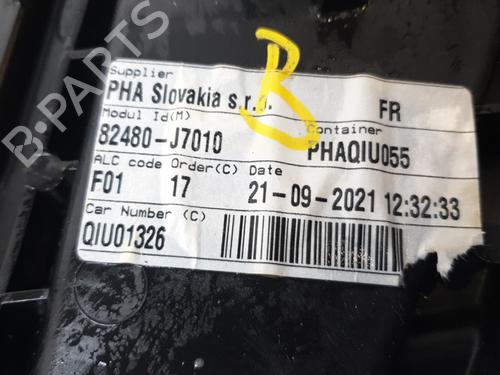 B
Supplier
PHA Slovakia s.r.o. FR
Modul Id(M) Container
82480-J7010 PHAQIU055
ALC code Order(C) Date
F01 17 21-09-2021 12:32:33
Car Number (C)
QIU01326
B-PARTS